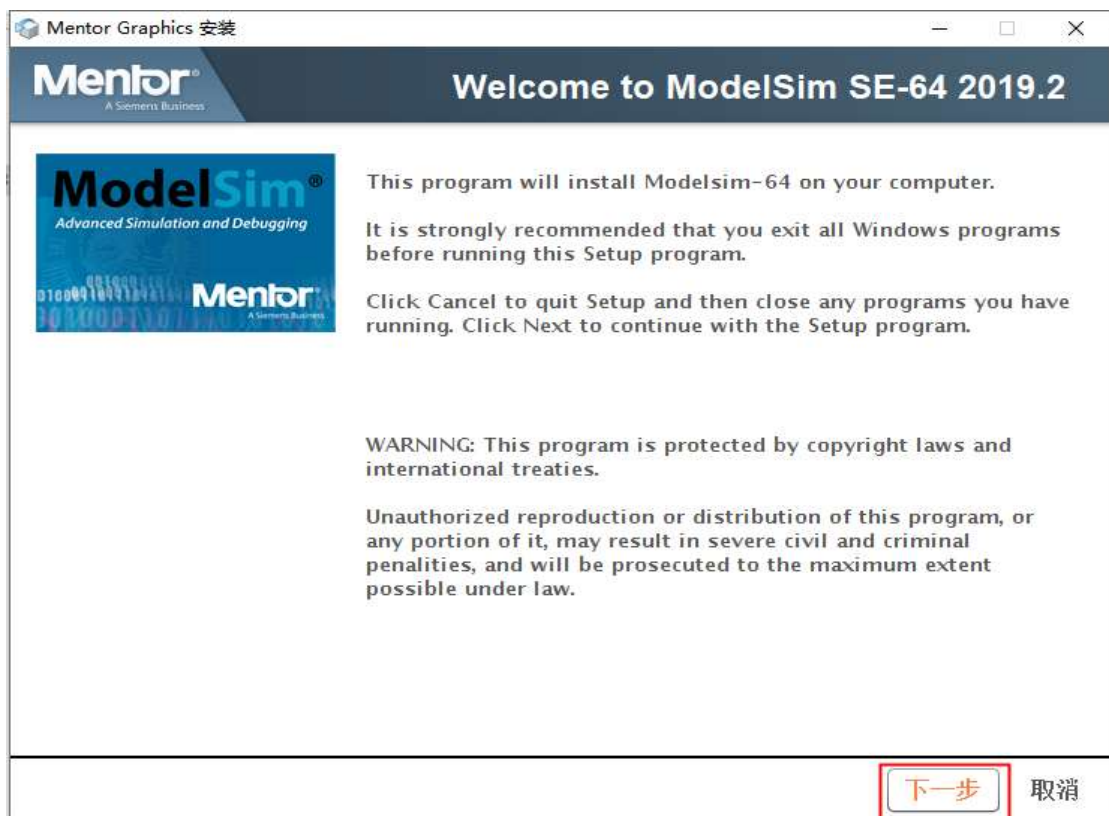 Mentor Graphics 安装
Mentor®
A Siemens Business
Welcome to ModelSim SE-64 2019.2
ModelSim®
Advanced Simulation and Debugging
Mentor
A Siemens Business
This program will install Modelsim-64 on your computer.
It is strongly recommended that you exit all Windows programs
before running this Setup program.
Click Cancel to quit Setup and then close any programs you have
running. Click Next to continue with the Setup program.
WARNING: This program is protected by copyright laws and
international treaties.
Unauthorized reproduction or distribution of this program, or
any portion of it, may result in severe civil and criminal
penalities, and will be prosecuted to the maximum extent
possible under law.
下一步 取消